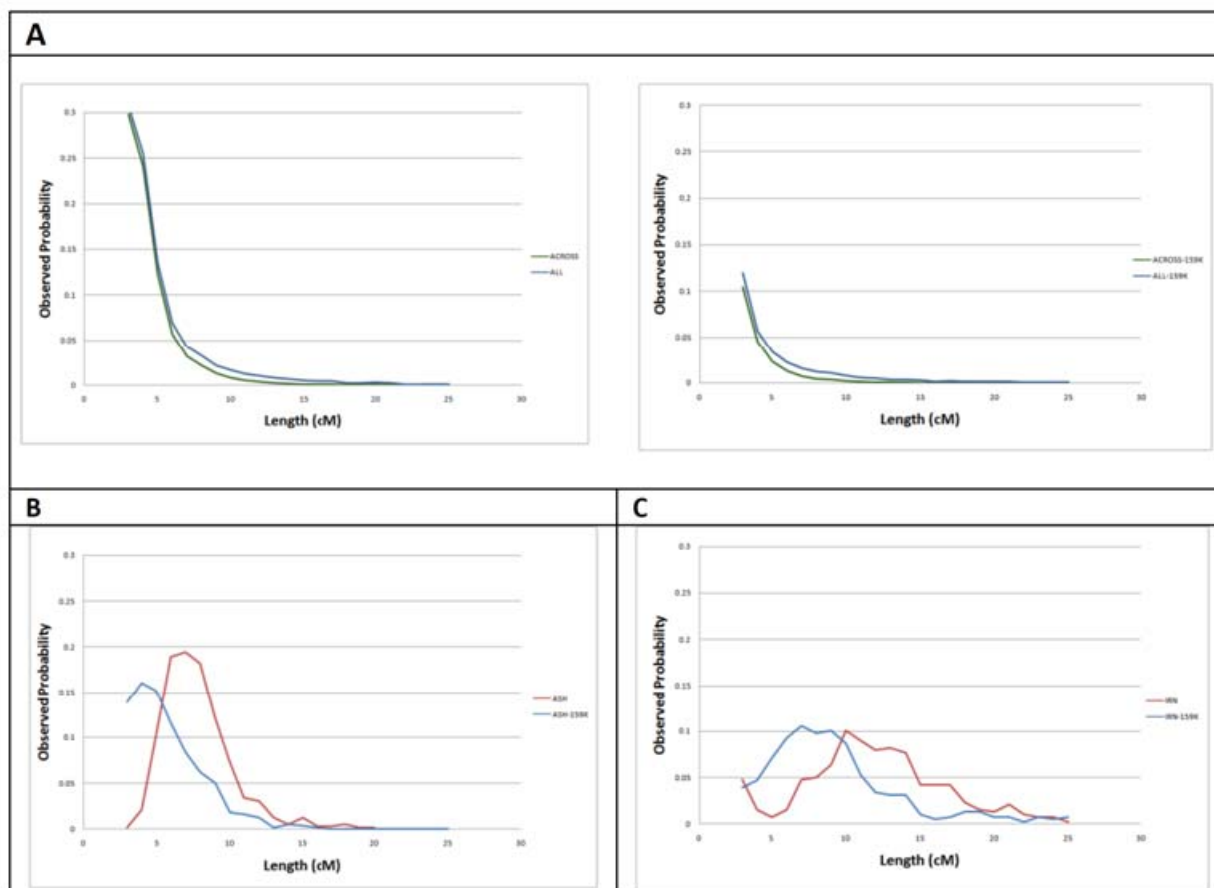 A
0.3
0.25
0.2
0.15
0.1
0.05
0
0 5 10 15 20 25 30
Observed Probability
Length (cM)
ACROSS
ALL
0.3
0.25
0.2
0.15
0.1
0.05
0
0 5 10 15 20 25 30
Observed Probability
Length (cM)
ACROSS-159K
ALL-159K
B
0.3
0.25
0.2
0.15
0.1
0.05
0
0 5 10 15 20 25 30
Observed Probability
Length (cM)
ASH
ASH-159K
C
0.3
0.25
0.2
0.15
0.1
0.05
0
0 5 10 15 20 25 30
Observed Probability
Length (cM)
IRN
IRN-159K